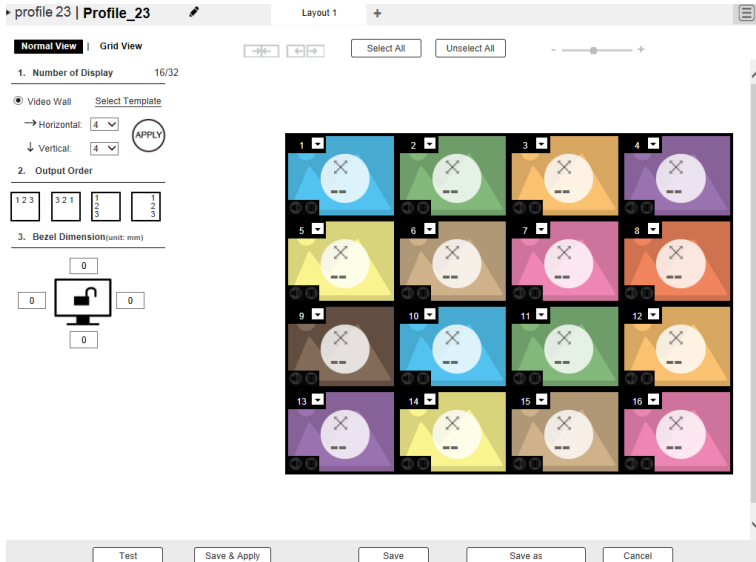 profile 23 | Profile_23
Layout 1 +
Normal View | Grid View
Select All Unselect All
- +
1. Number of Display 16/32
Video Wall Select Template
Horizontal: 4
APPLY
Vertical: 4
2. Output Order
1 2 3
3 2 1
1
2
3
1
2
3
3. Bezel Dimension(unit: mm)
0
0 0
0
1 2 3 4
5 6 7 8
9 10 11 12
13 14 15 16
Test Save & Apply Save Save as Cancel